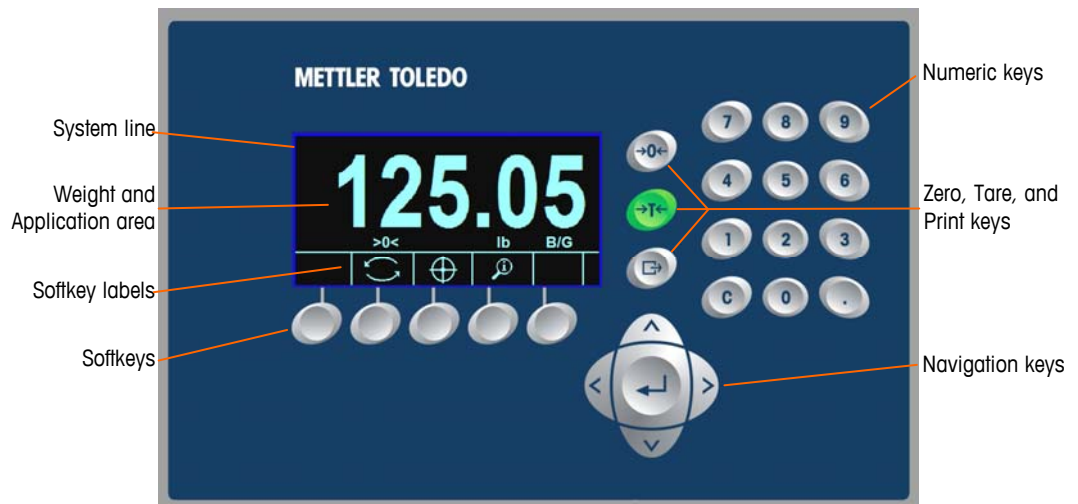 METTLER TOLEDO
Numeric keys
System line
Weight and
Application area
Softkey labels
Softkeys
125.05
>0<
lb
B/G
→0←
→T←
7 8 9
4 5 6
1 2 3
C 0 .
Zero, Tare, and
Print keys
Navigation keys